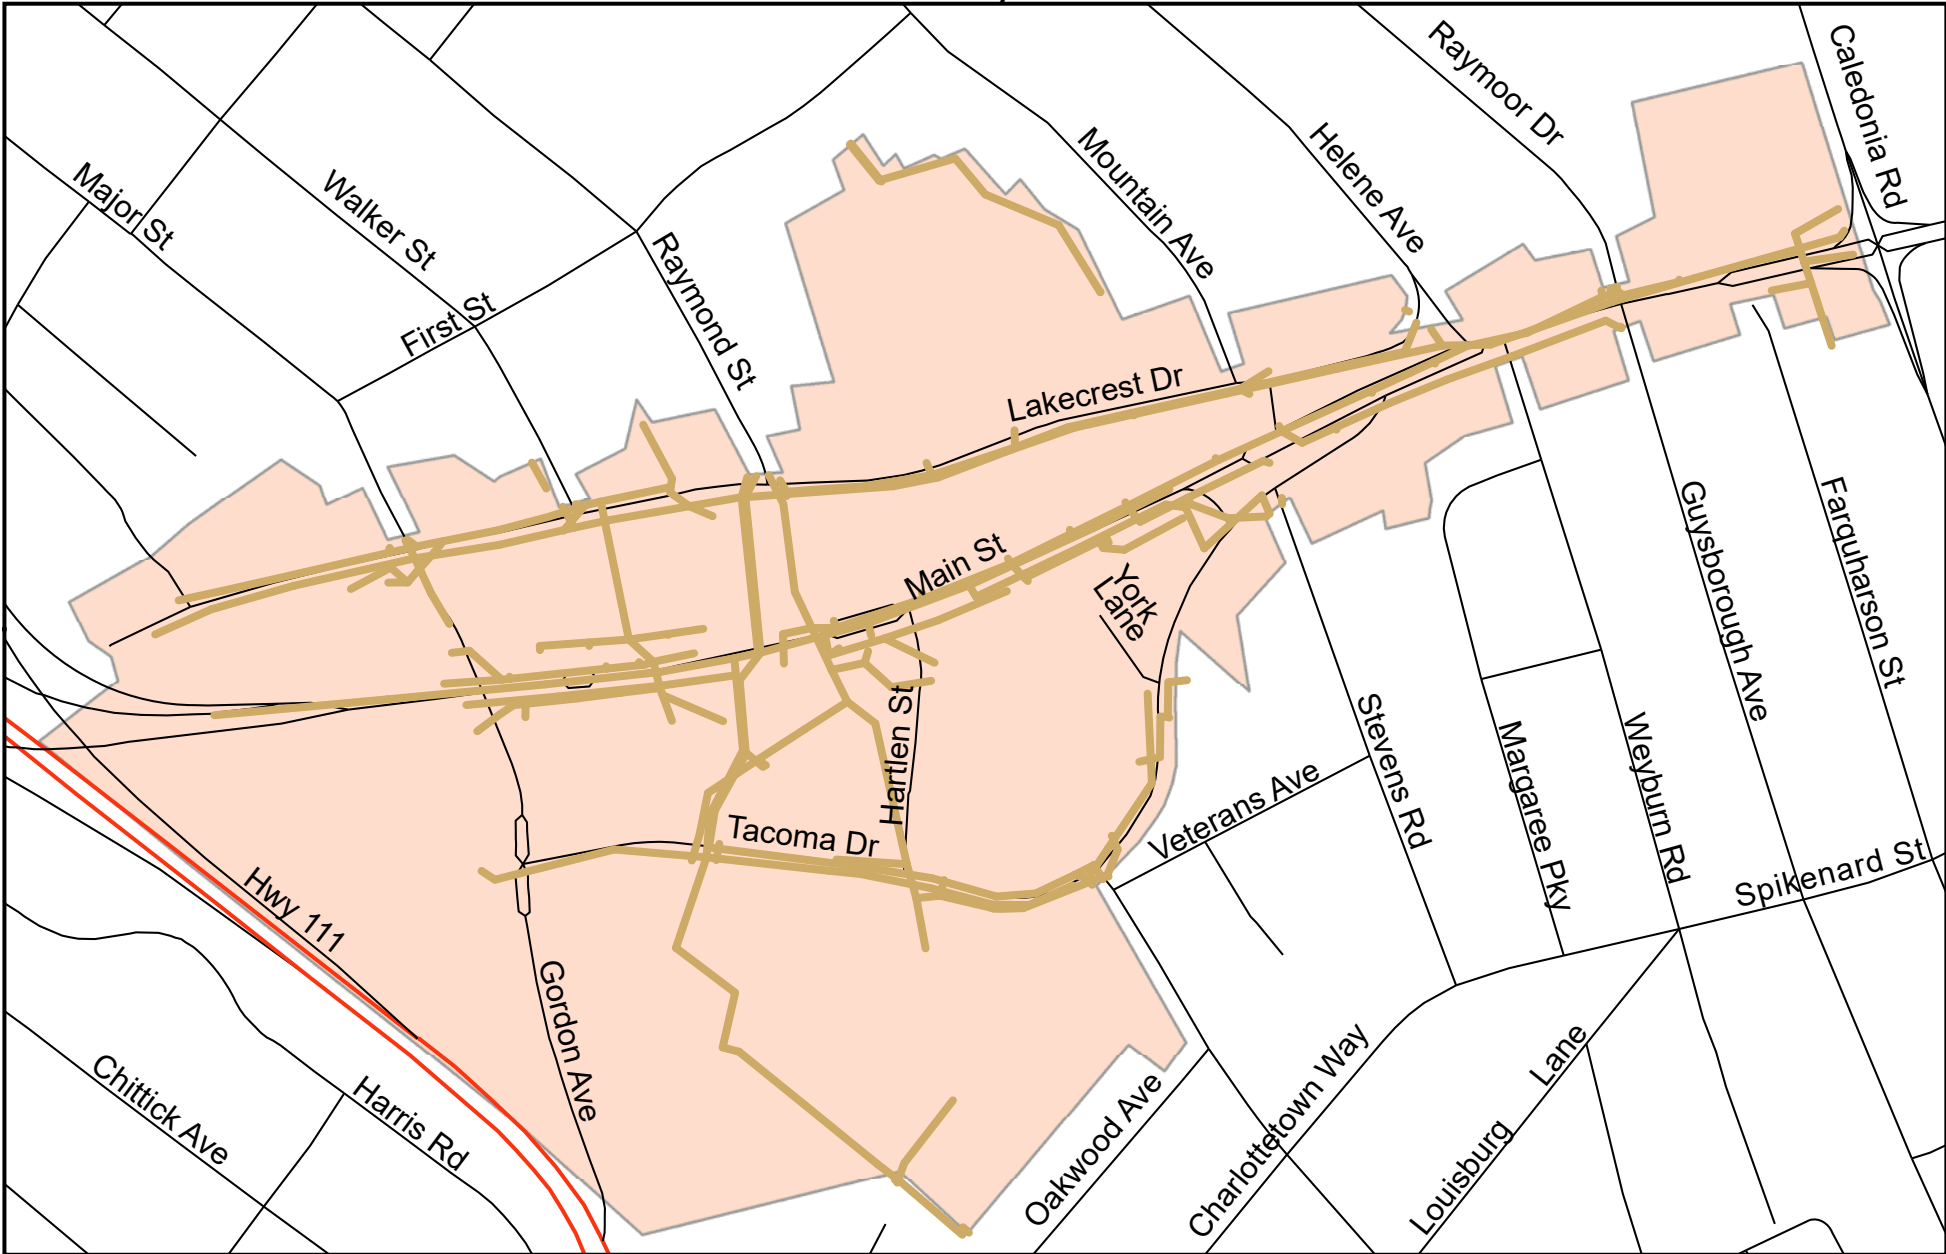 Caledonia Rd
Raymoor Dr
Helene Ave
Mountain Ave
Major St
Walker St
First St
Raymond St
Lakecrest Dr
Main St
York
Lane
Guysborough Ave
Farquharson St
Hartlen St
Tacoma Dr
Stevens Rd
Margaree Pky
Weyburn Rd
Veterans Ave
Spikenard St
Hwy 111
Gordon Ave
Harris Rd
Chittick Ave
Oakwood Ave
Charlottetown Way
Louisburg Lane